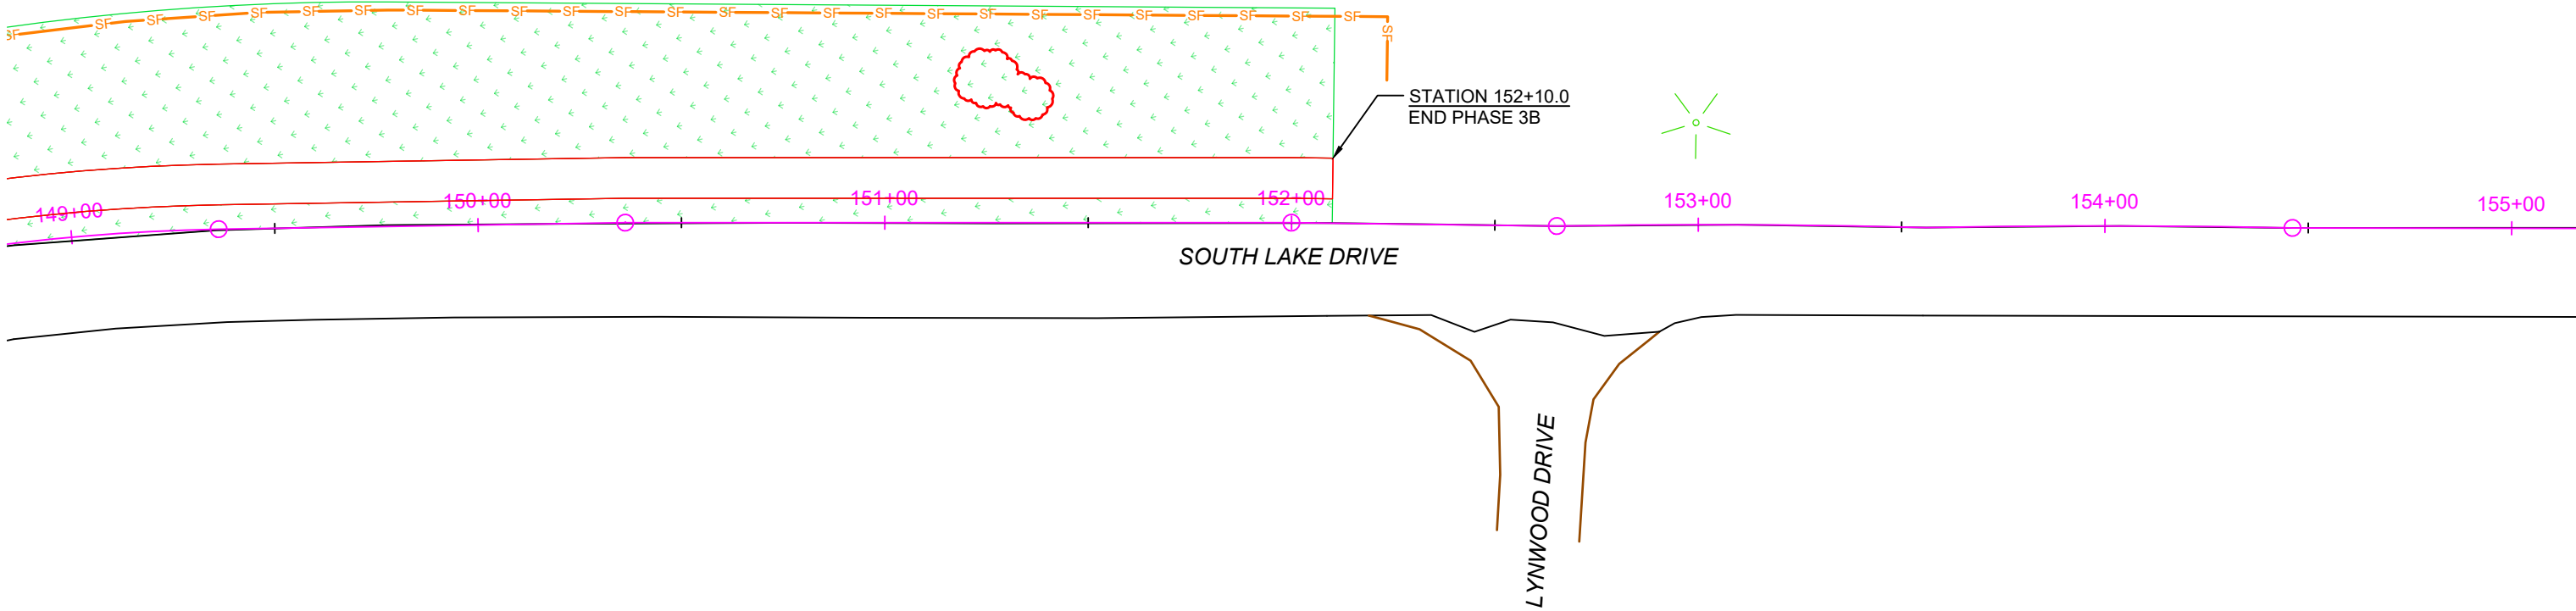 SF SF SF SF SF SF SF SF SF SF SF SF SF SF SF SF SF SF SF SF SF SF SF SF SF SF SF
SF
STATION 152+10.0
END PHASE 3B
149+00 150+00 151+00 152+00 153+00 154+00 155+00
SOUTH LAKE DRIVE
LYNWOOD DRIVE